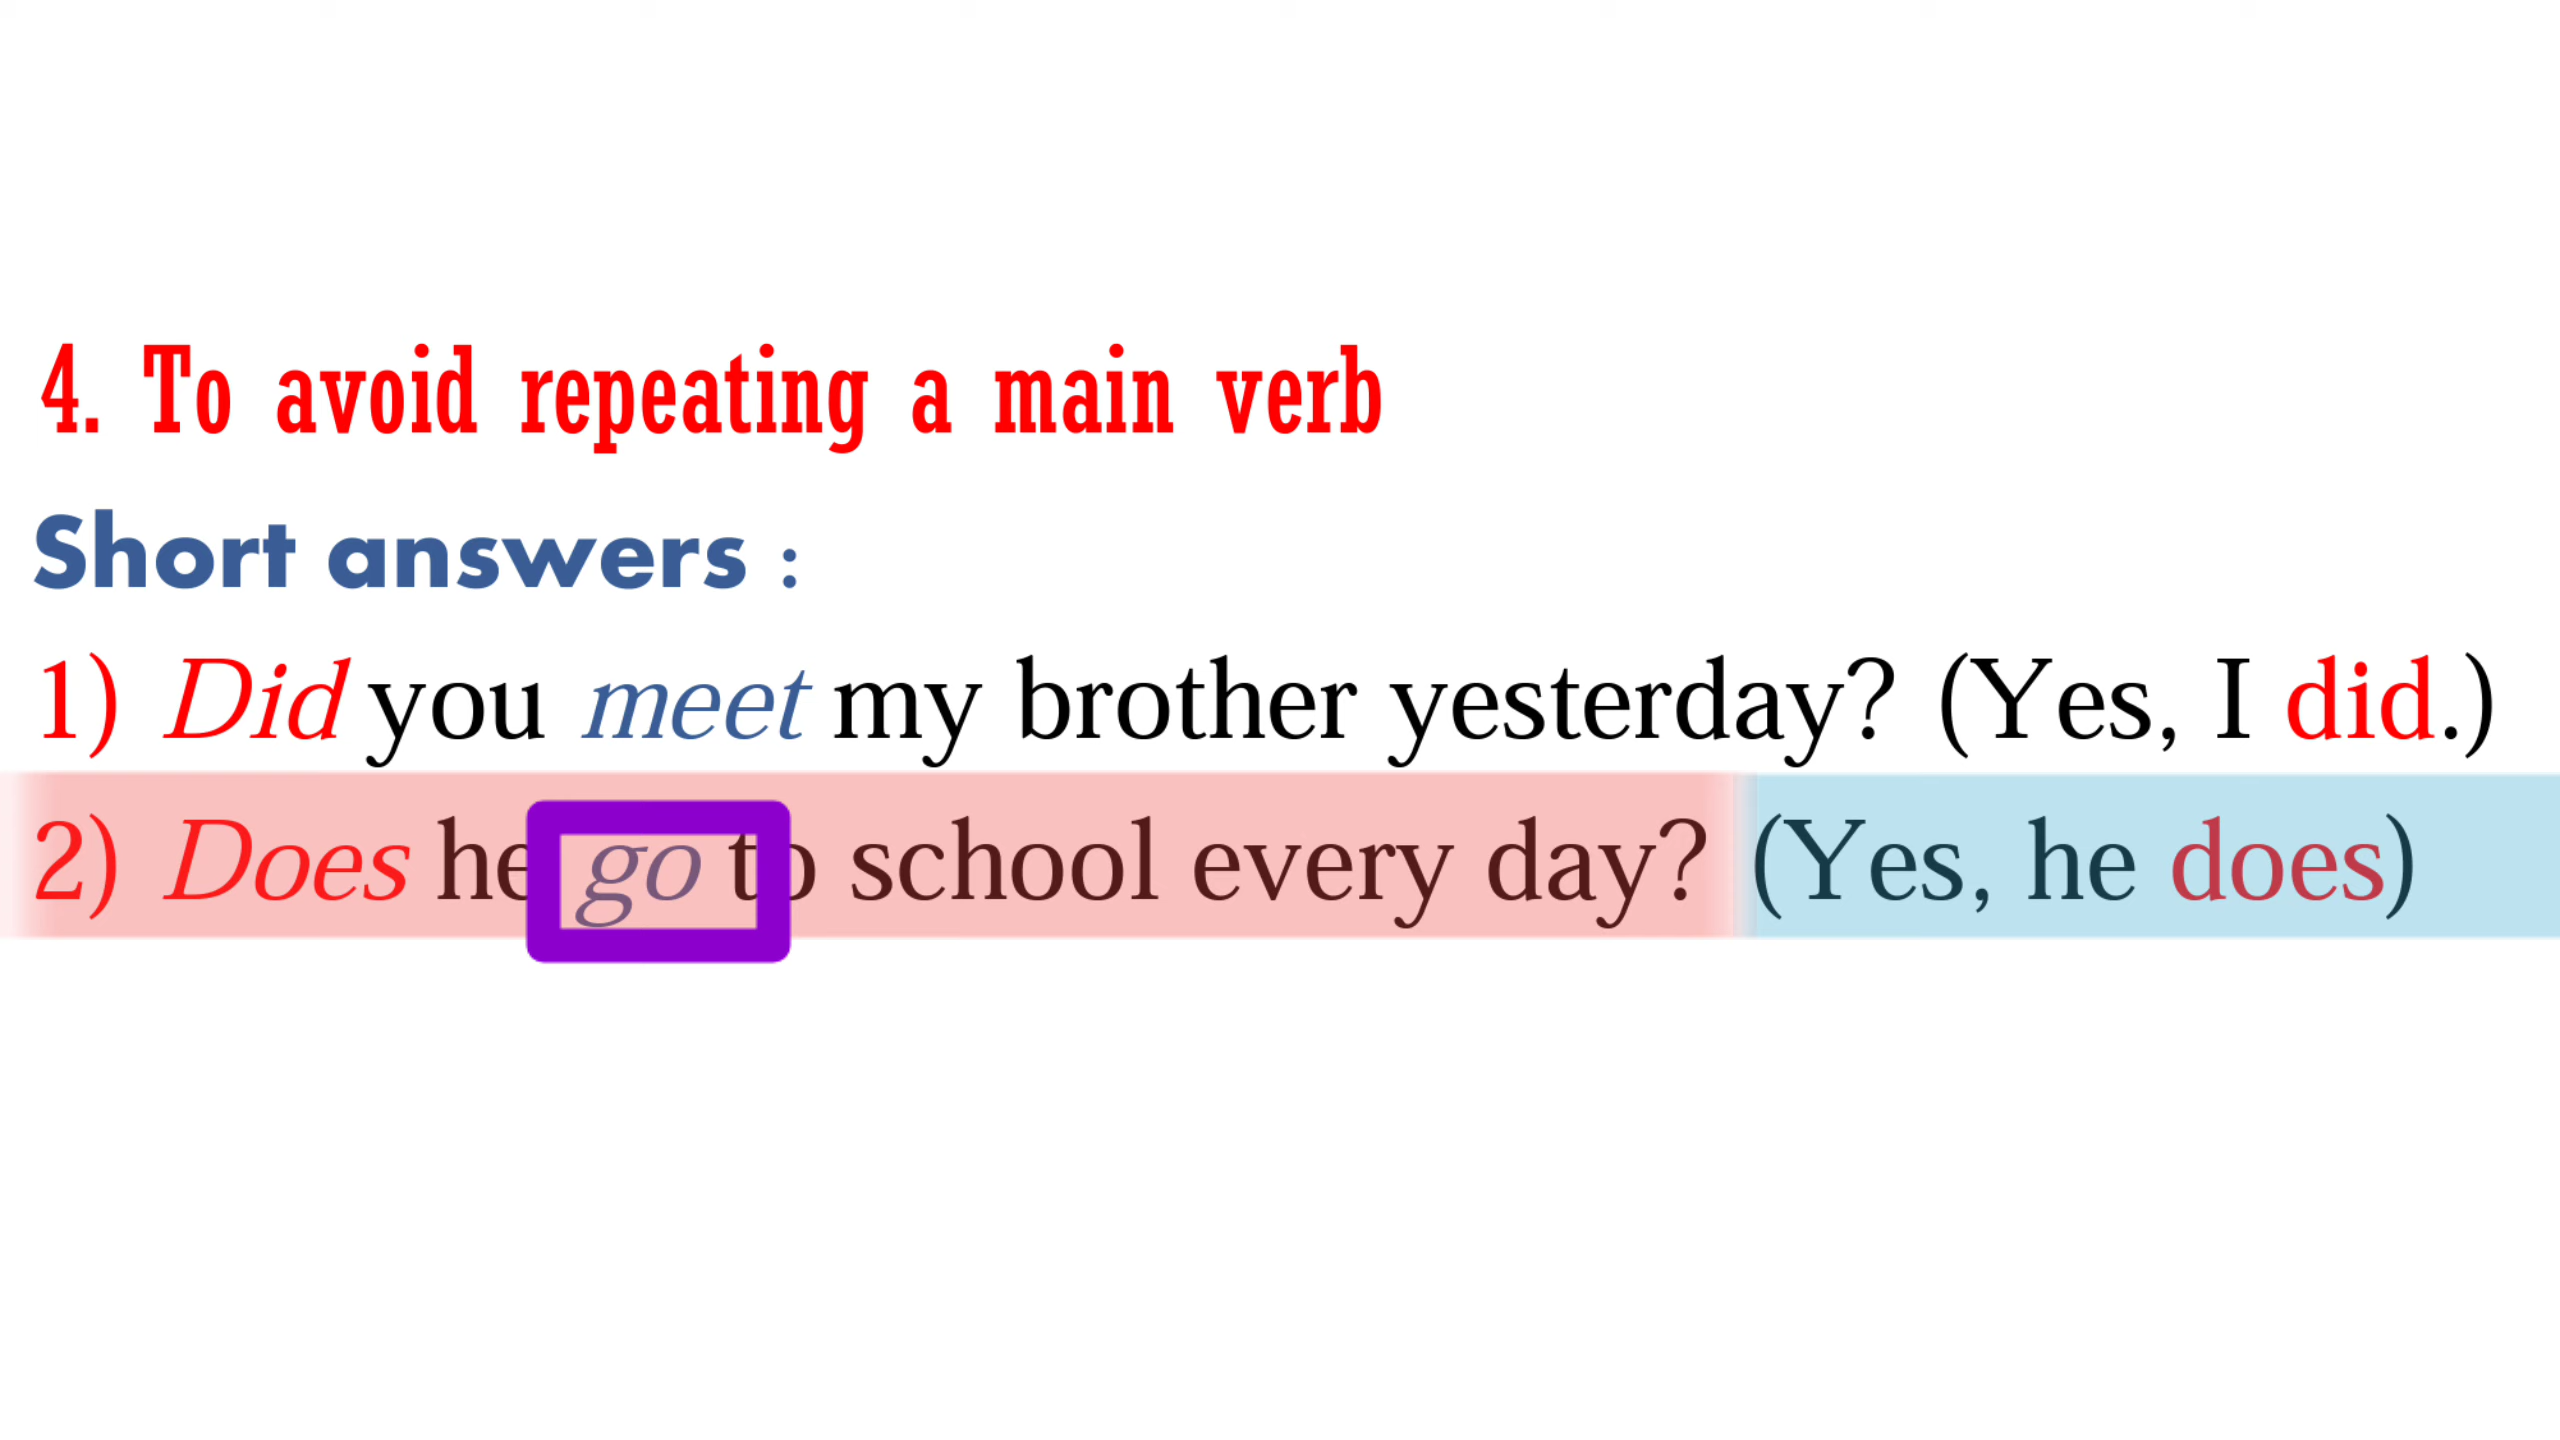 4. To avoid repeating a main verb
Short answers :
1) Did you meet my brother yesterday? (Yes, I did.)
2) Does he go to school every day? (Yes, he does)